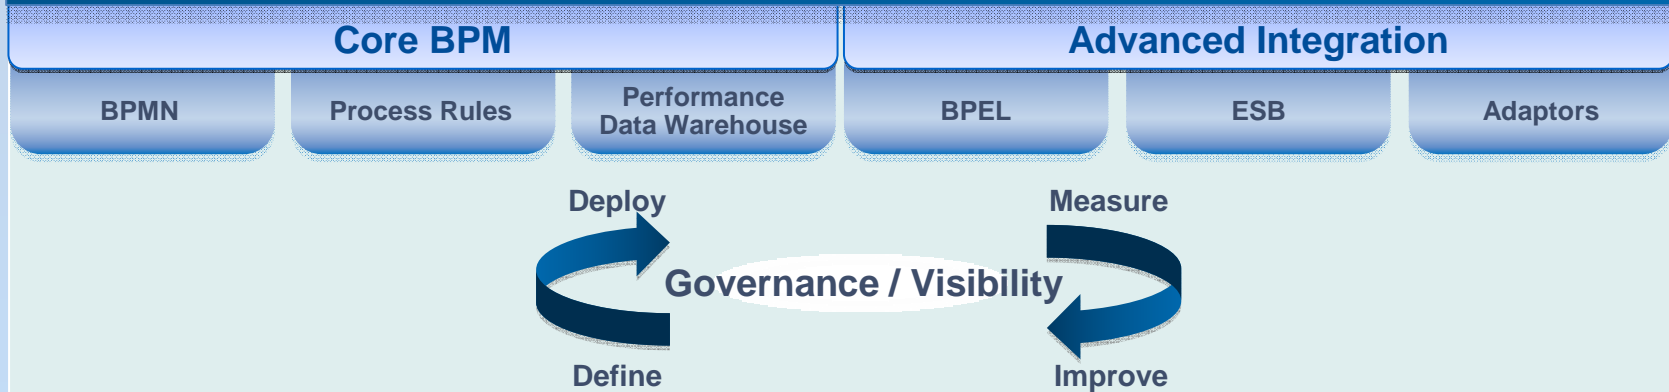 Core BPM
Advanced Integration
BPMN
Process Rules
Performance
Data Warehouse
BPEL
ESB
Adaptors
Deploy
Measure
Governance / Visibility
Define
Improve